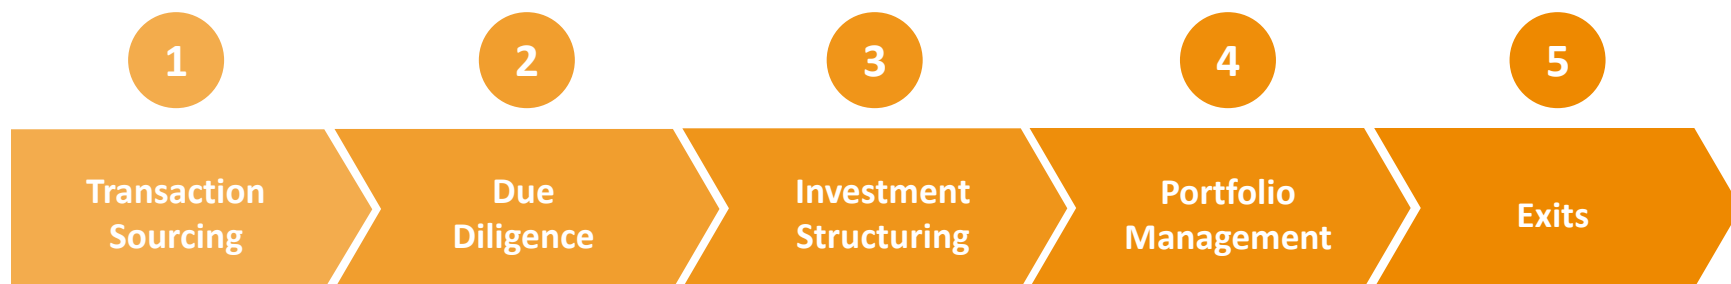 1
2
3
4
5
Transaction
Sourcing
Due
Diligence
Investment
Structuring
Portfolio
Management
Exits